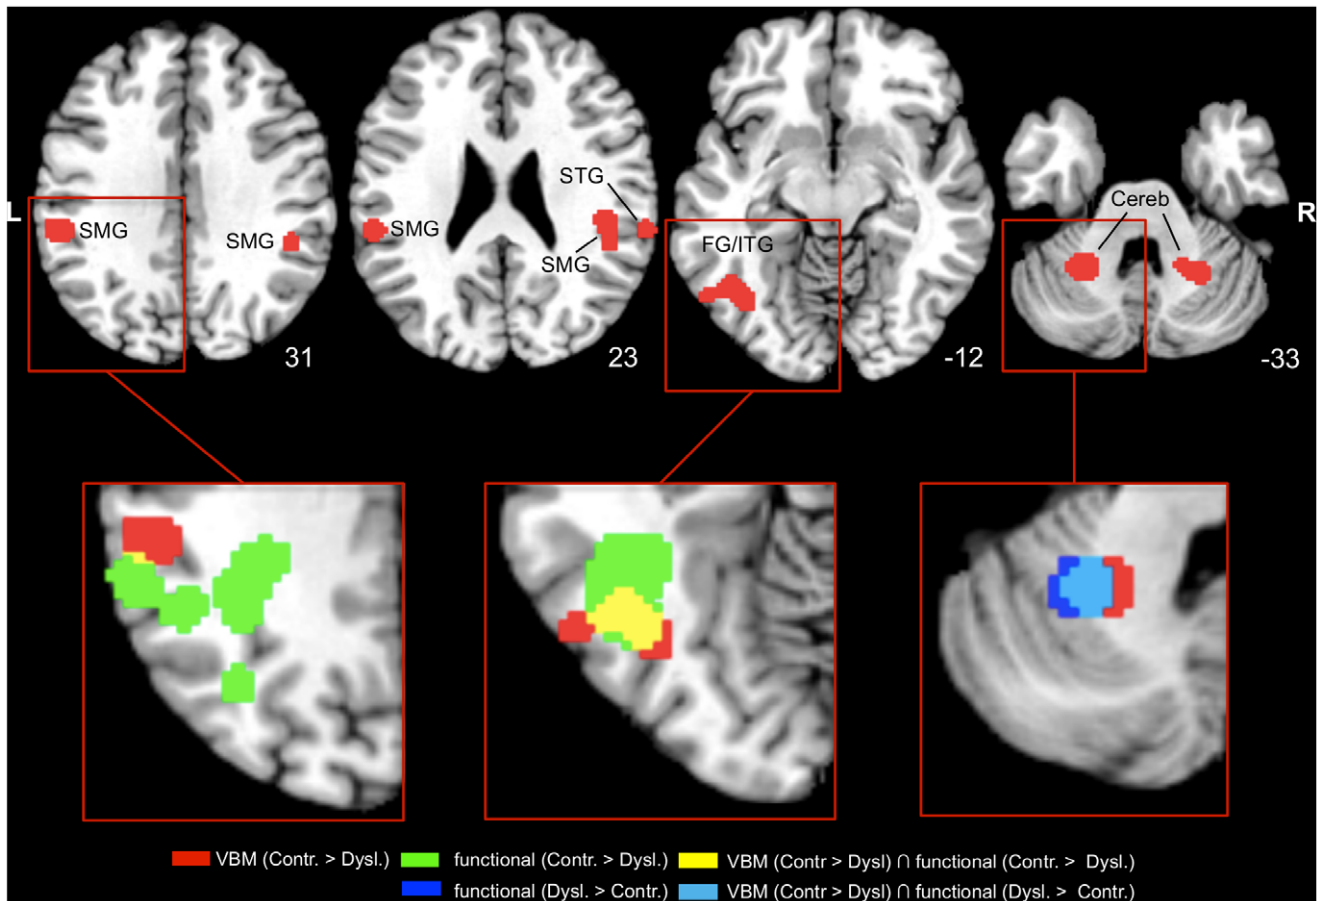 STG
Cereb
L
R
SMG
SMG
SMG
SMG
FG/ITG
31
23
-12
-33
VBM (Contr. > Dysl.)
functional (Contr. > Dysl.)
VBM (Contr > Dysl) ∩ functional (Contr. > Dysl.)
functional (Dysl. > Contr.)
VBM (Contr > Dysl) ∩ functional (Dysl. > Contr.)